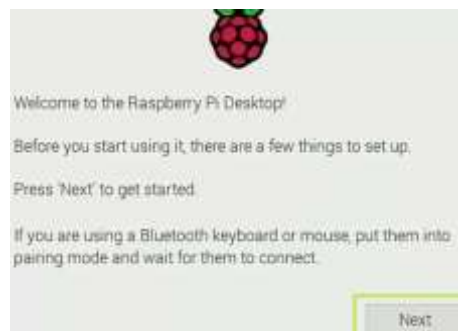 Welcome to the Raspberry Pi Desktop!
Before you start using it, there are a few things to set up.
Press 'Next' to get started.
If you are using a Bluetooth keyboard or mouse, put them into
pairing mode and wait for them to connect.
Next